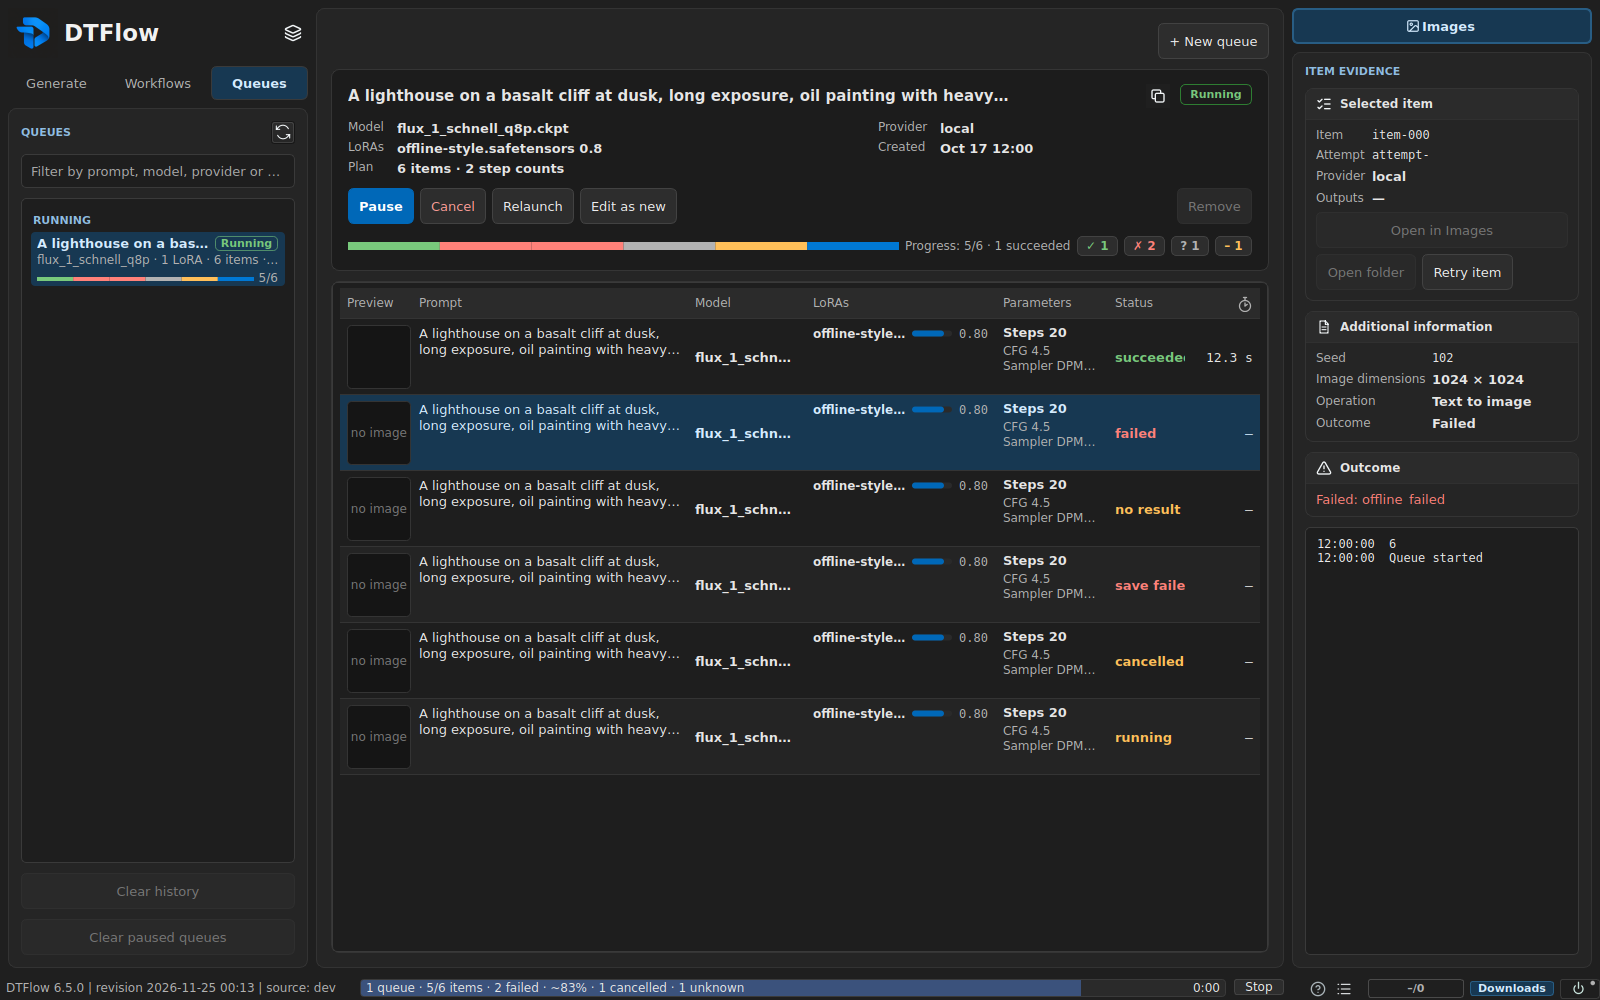 DTFlow
Generate
Workflows
Queues
QUEUES
Filter by prompt, model, provider or ...
RUNNING
A lighthouse on a bas... Running
flux_1_schnell_q8p · 1 LoRA · 6 items ·...
5/6
Clear history
Clear paused queues
+ New queue
A lighthouse on a basalt cliff at dusk, long exposure, oil painting with heavy...
Running
Model flux_1_schnell_q8p.ckpt
Provider local
LoRAs offline-style.safetensors 0.8
Created Oct 17 12:00
Plan 6 items · 2 step counts
Pause
Cancel
Relaunch
Edit as new
Remove
Progress: 5/6 · 1 succeeded ✓ 1 ✗ 2 ? 1 – 1
Preview Prompt Model LoRAs Parameters Status
A lighthouse on a basalt cliff at dusk,
long exposure, oil painting with heavy...
flux_1_schn...
offline-style... 0.80
Steps 20
CFG 4.5
Sampler DPM...
succeede
12.3 s
no image
A lighthouse on a basalt cliff at dusk,
long exposure, oil painting with heavy...
flux_1_schn...
offline-style... 0.80
Steps 20
CFG 4.5
Sampler DPM...
failed
–
no image
A lighthouse on a basalt cliff at dusk,
long exposure, oil painting with heavy...
flux_1_schn...
offline-style... 0.80
Steps 20
CFG 4.5
Sampler DPM...
no result
–
no image
A lighthouse on a basalt cliff at dusk,
long exposure, oil painting with heavy...
flux_1_schn...
offline-style... 0.80
Steps 20
CFG 4.5
Sampler DPM...
save faile
–
no image
A lighthouse on a basalt cliff at dusk,
long exposure, oil painting with heavy...
flux_1_schn...
offline-style... 0.80
Steps 20
CFG 4.5
Sampler DPM...
cancelled
–
no image
A lighthouse on a basalt cliff at dusk,
long exposure, oil painting with heavy...
flux_1_schn...
offline-style... 0.80
Steps 20
CFG 4.5
Sampler DPM...
running
–
Images
ITEM EVIDENCE
Selected item
Item item-000
Attempt attempt-
Provider local
Outputs —
Open in Images
Open folder
Retry item
Additional information
Seed 102
Image dimensions 1024 × 1024
Operation Text to image
Outcome Failed
Outcome
Failed: offline failed
12:00:00 6
12:00:00 Queue started
DTFlow 6.5.0 | revision 2026-11-25 00:13 | source: dev
1 queue · 5/6 items · 2 failed · ~83% · 1 cancelled · 1 unknown 0:00
Stop
–/0
Downloads